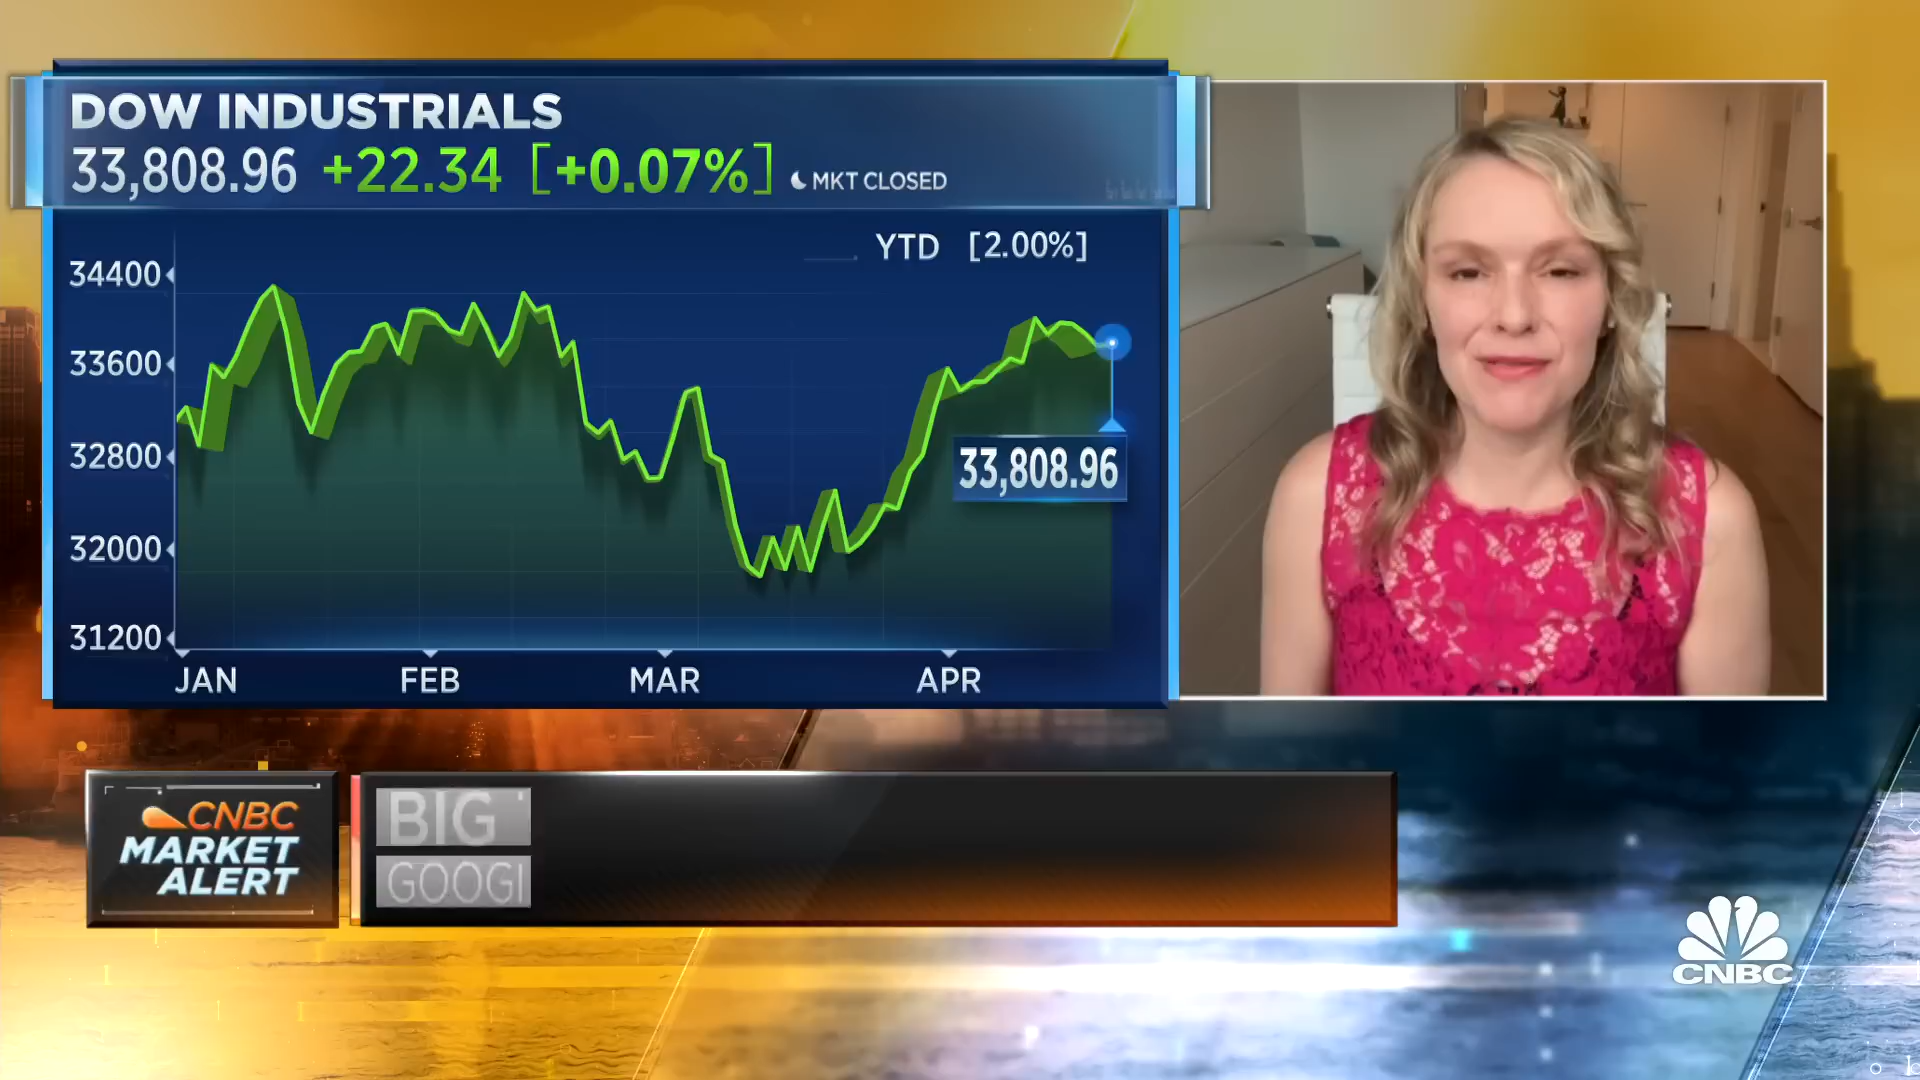 DOW INDUSTRIALS
33,808.96 +22.34 [+0.07%] MKT CLOSED
YTD [2.00%]
34400
33600
32800
32000
31200
33,808.96
JAN FEB MAR APR
CNBC
MARKET
ALERT
BIG
CNBC